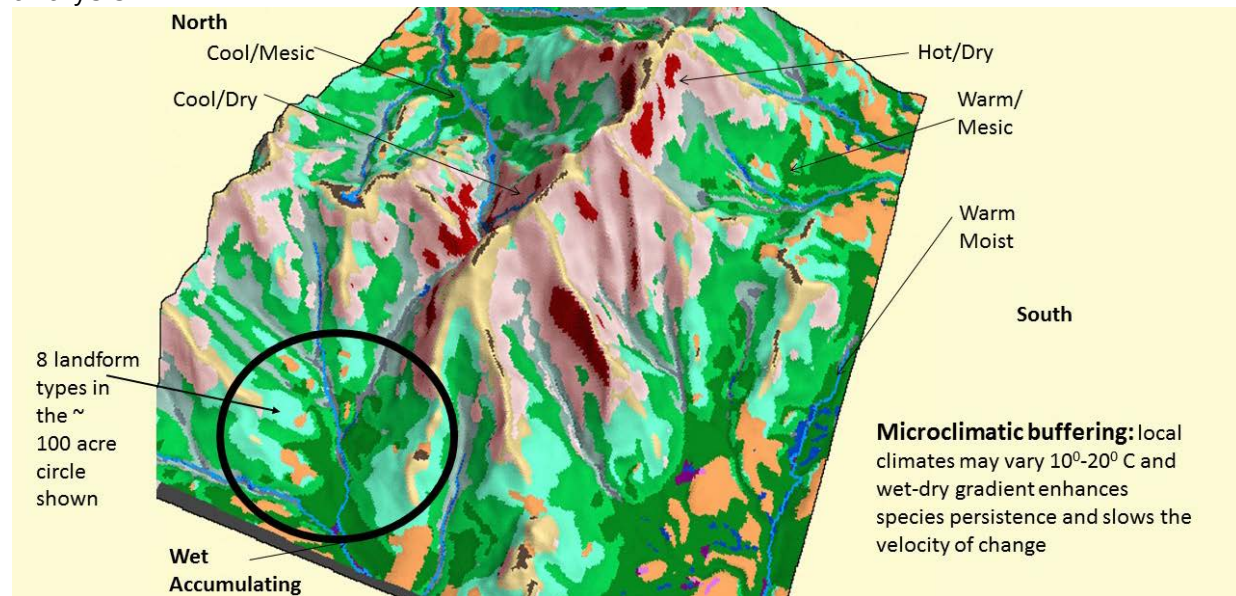 North
Cool/Mesic
Cool/Dry
Hot/Dry
Warm/
Mesic
Warm
Moist
South
8 landform
types in
the ~
100 acre
circle
shown
Microclimatic buffering: local
climates may vary 10⁰-20⁰ C and
wet-dry gradient enhances
species persistence and slows the
velocity of change
Wet
Accumulating